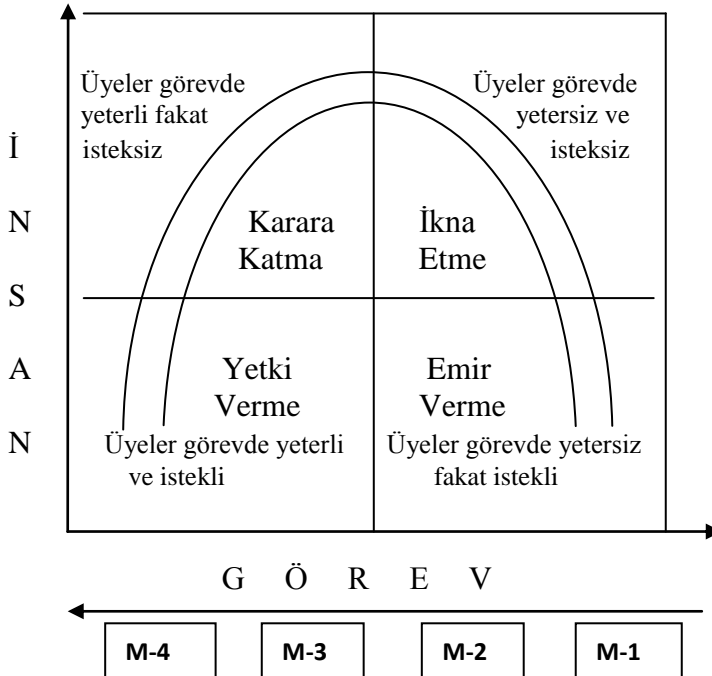 Üyeler görevde
yeterli fakat
isteksiz
Üyeler görevde
yetersiz ve
isteksiz
İ
N
S
A
N
Karara
Katma
İkna
Etme
Yetki
Verme
Emir
Verme
Üyeler görevde yeterli
ve istekli
Üyeler görevde yetersiz
fakat istekli
G Ö R E V
M-4
M-3
M-2
M-1